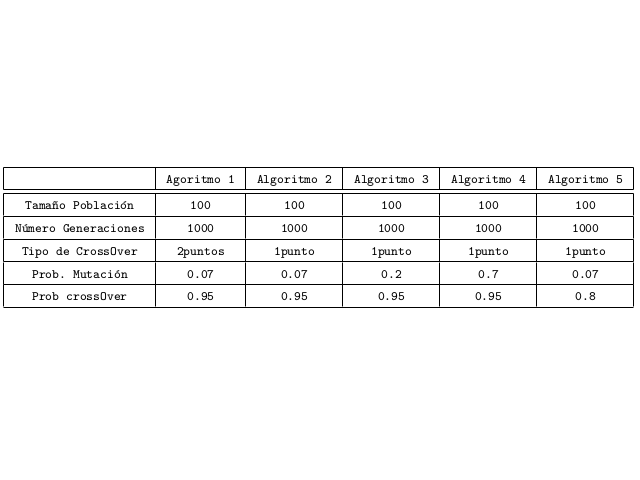 Agoritmo 1 Algoritmo 2 Algoritmo 3 Algoritmo 4 Algoritmo 5
Tamaño Población 100 100 100 100 100
Número Generaciones 1000 1000 1000 1000 1000
Tipo de CrossOver 2puntos 1punto 1punto 1punto 1punto
Prob. Mutación 0.07 0.07 0.2 0.7 0.07
Prob crossOver 0.95 0.95 0.95 0.95 0.8